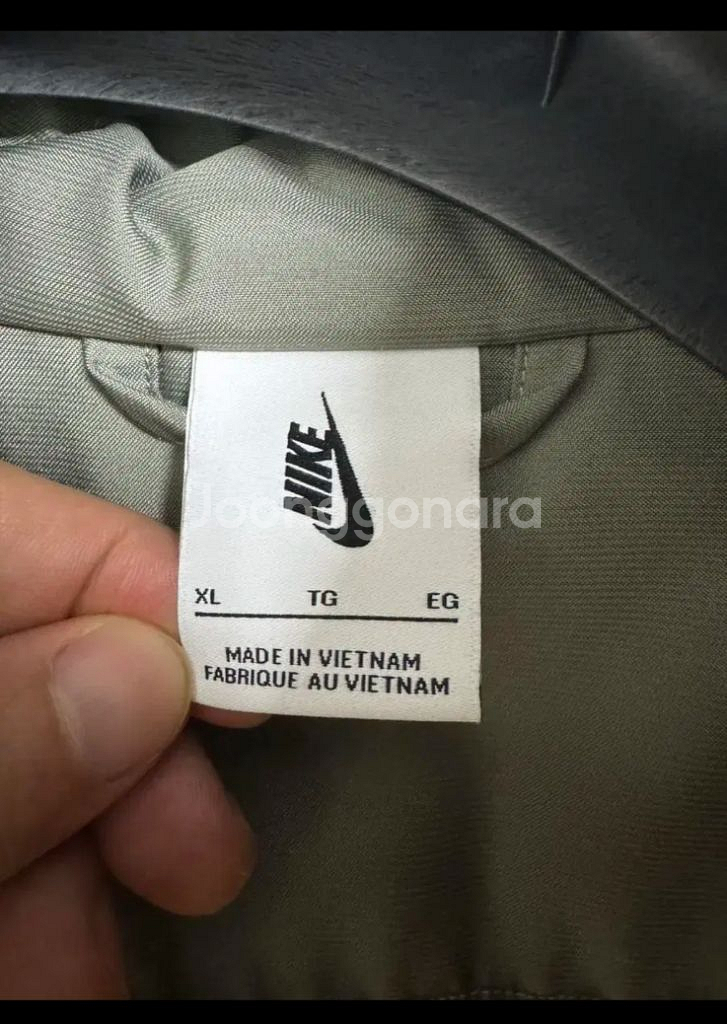 NIKE
Joonggonara
XL TG EG
MADE IN VIETNAM
FABRIQUE AU VIETNAM